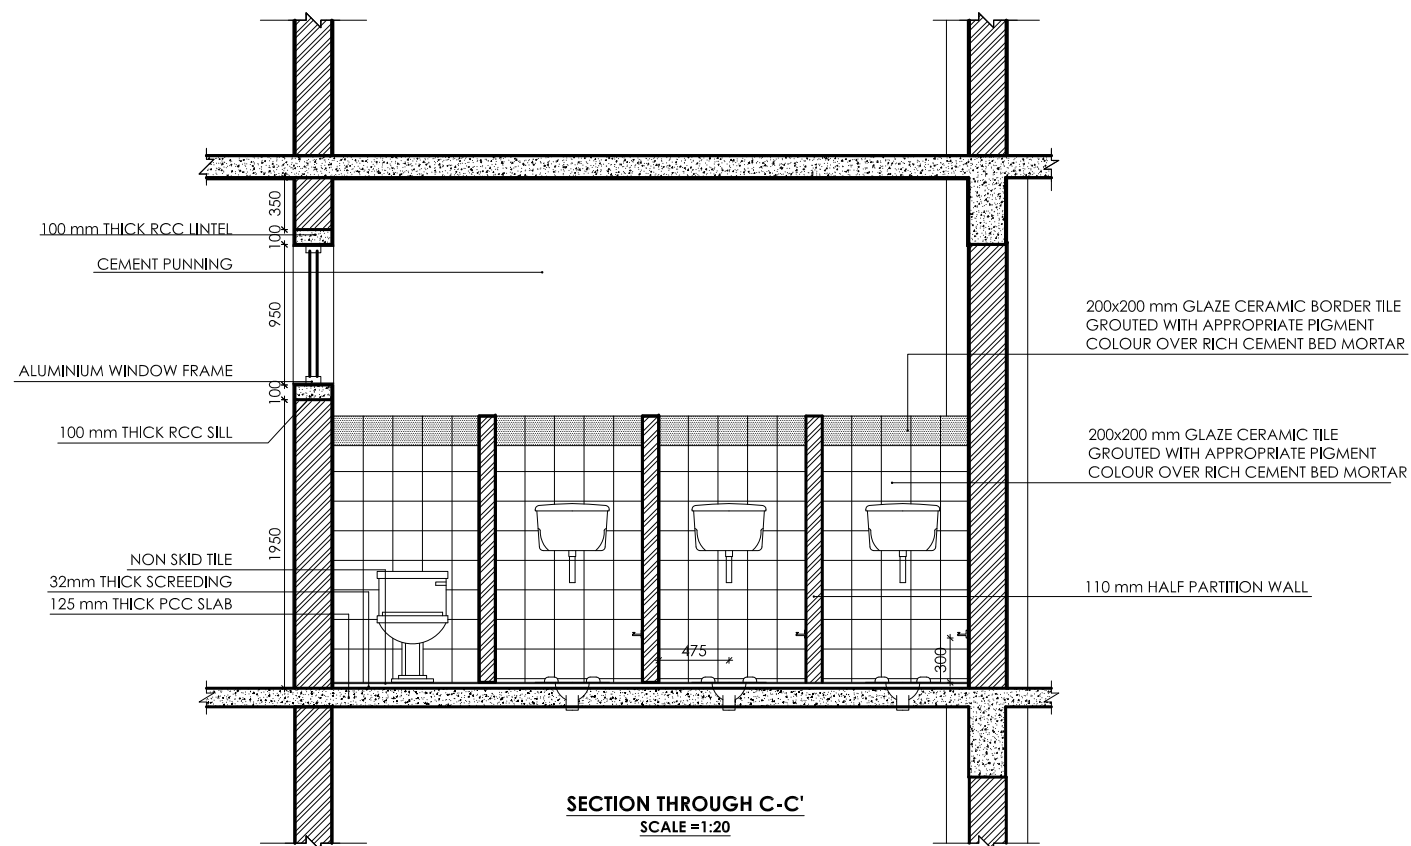 350
100 mm THICK RCC LINTEL
100
CEMENT PUNNING
950
200x200 mm GLAZE CERAMIC BORDER TILE
GROUTED WITH APPROPRIATE PIGMENT
COLOUR OVER RICH CEMENT BED MORTAR
ALUMINIUM WINDOW FRAME
100
100 mm THICK RCC SILL
200x200 mm GLAZE CERAMIC TILE
GROUTED WITH APPROPRIATE PIGMENT
COLOUR OVER RICH CEMENT BED MORTAR
1950
NON SKID TILE
32mm THICK SCREEDING
125 mm THICK PCC SLAB
110 mm HALF PARTITION WALL
475
300
SECTION THROUGH C-C'
SCALE =1:20